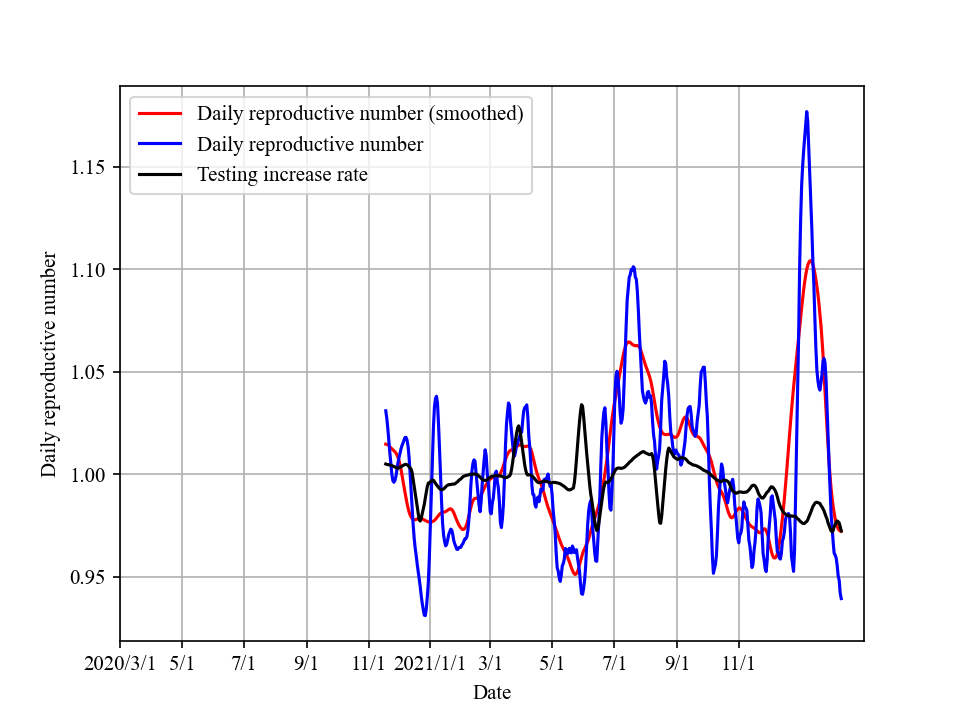 Daily reproductive number (smoothed)
Daily reproductive number
Testing increase rate
Daily reproductive number
1.15
1.10
1.05
1.00
0.95
2020/3/1 5/1 7/1 9/1 11/1 2021/1/1 3/1 5/1 7/1 9/1 11/1
Date